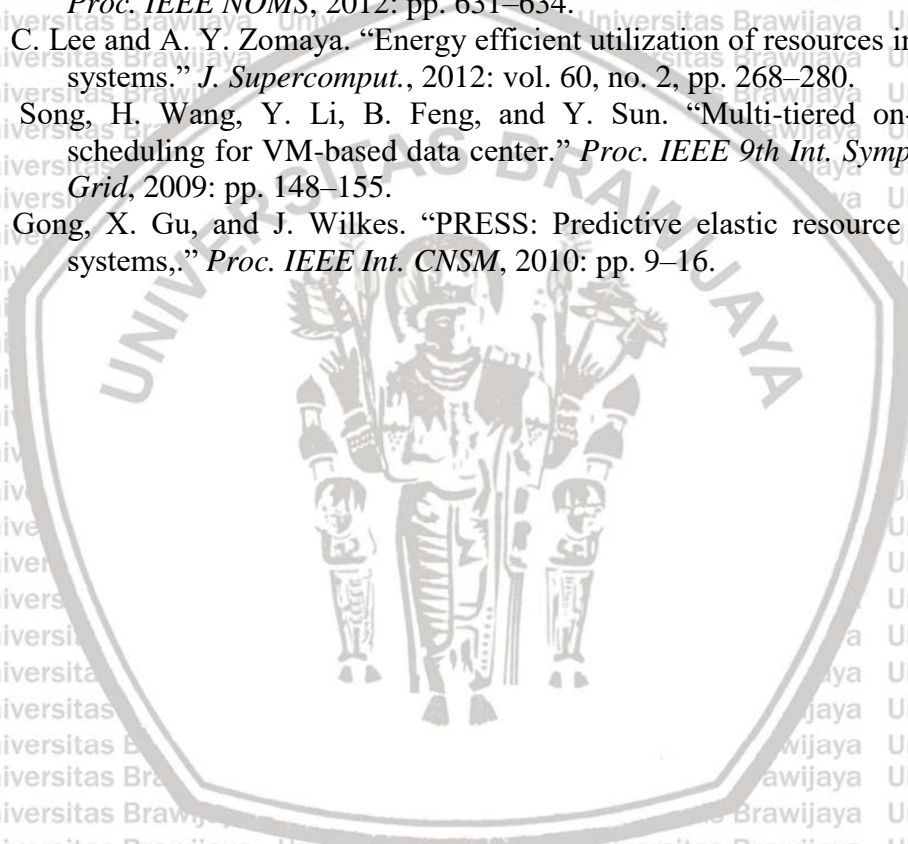 Proc. IEEE NOMS, 2012: pp. 631–634.
C. Lee and A. Y. Zomaya. “Energy efficient utilization of resources in
systems.” J. Supercomput., 2012: vol. 60, no. 2, pp. 268–280.
Song, H. Wang, Y. Li, B. Feng, and Y. Sun. “Multi-tiered on-
scheduling for VM-based data center.” Proc. IEEE 9th Int. Symp
Grid, 2009: pp. 148–155.
Gong, X. Gu, and J. Wilkes. “PRESS: Predictive elastic resource
systems,.” Proc. IEEE Int. CNSM, 2010: pp. 9–16.
UNIVERSITAS BRAWIJAYA